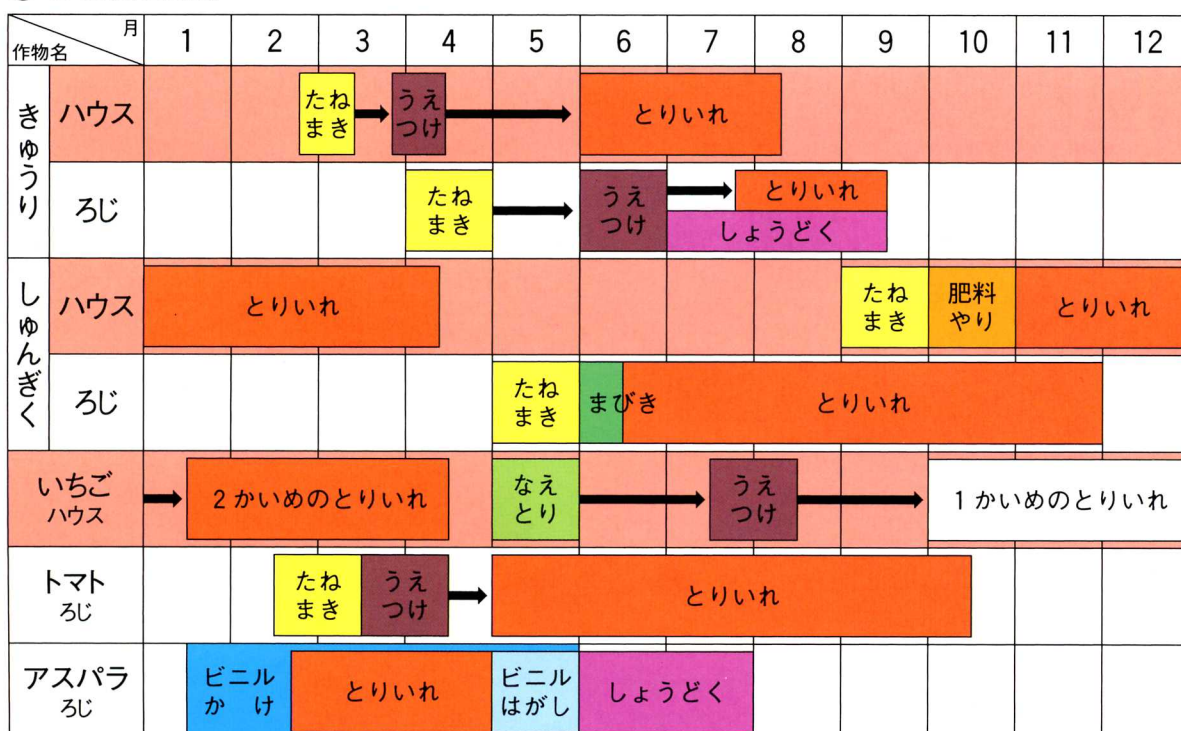 月
作物名
1 2 3 4 5 6 7 8 9 10 11 12
きゅうり
ハウス
たね
まき
うえ
つけ
とりいれ
ろじ
たね
まき
うえ
つけ
とりいれ
しょうどく
しゅんぎく
ハウス
とりいれ
たね
まき
肥料
やり
とりいれ
ろじ
たね
まき
まびき
とりいれ
いちご
ハウス
2かいめのとりいれ
なえ
とり
うえ
つけ
1かいめのとりいれ
トマト
ろじ
たね
まき
うえ
つけ
とりいれ
アスパラ
ろじ
ビニル
かけ
とりいれ
ビニル
はがし
しょうどく